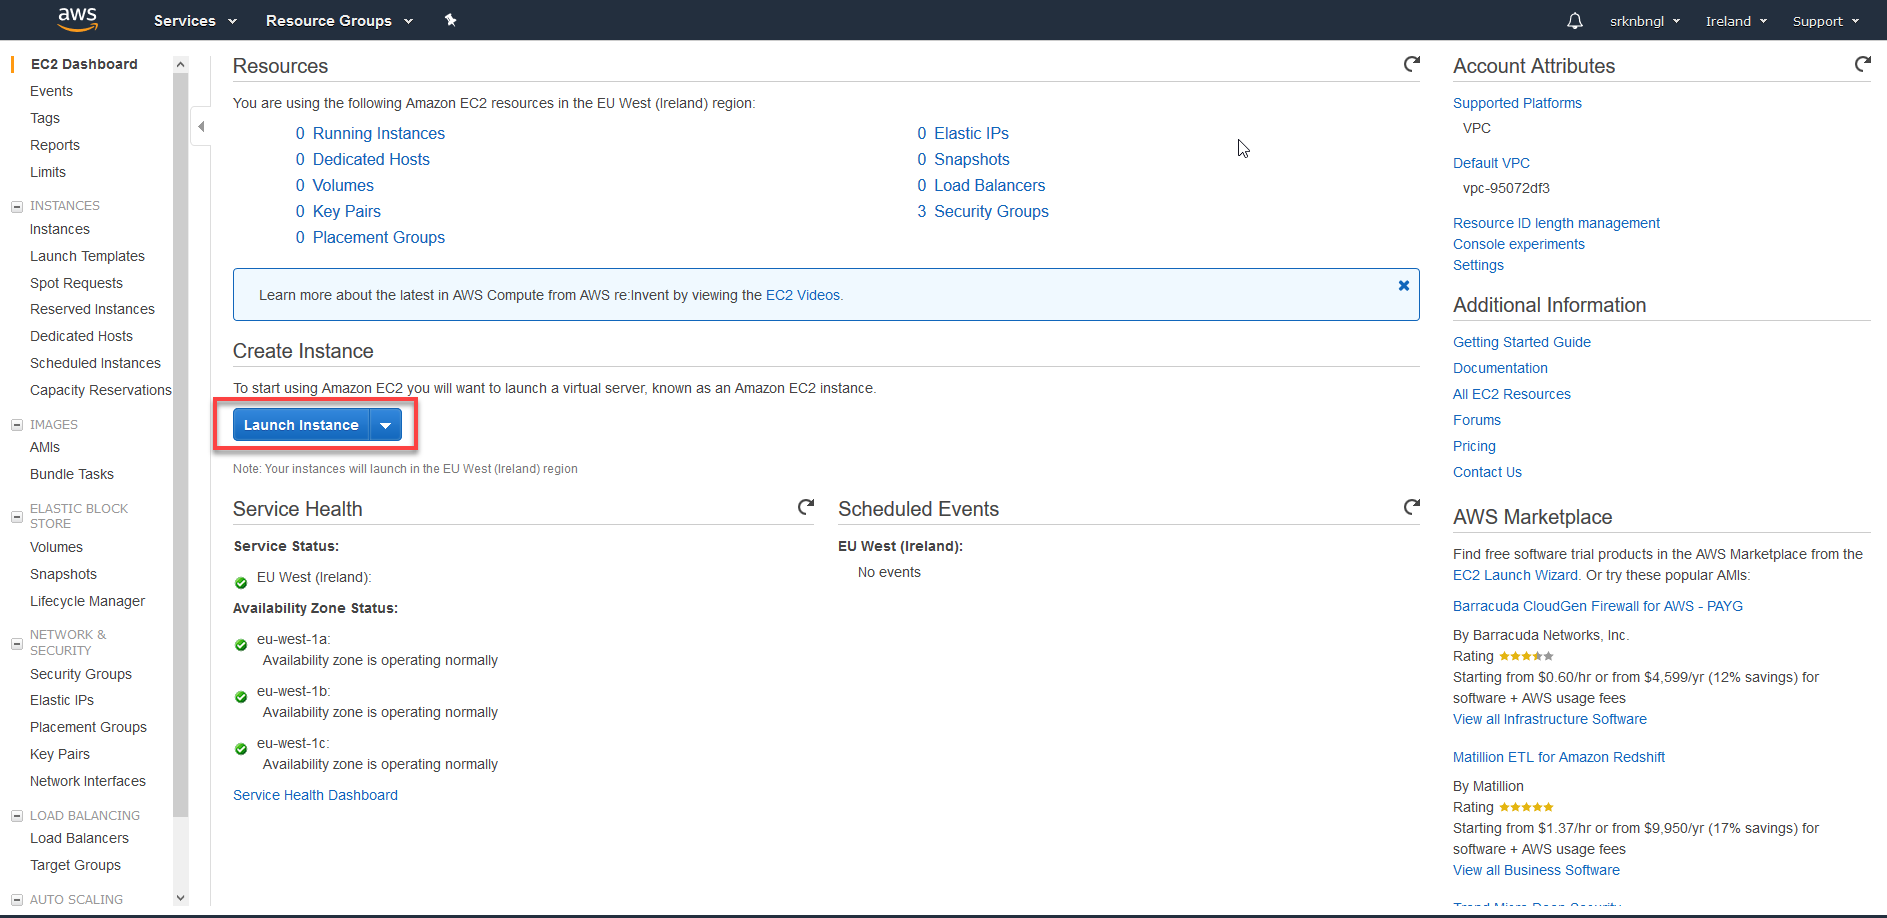 aws
Services
Resource Groups
srknbngl
Ireland
Support
EC2 Dashboard
Events
Tags
Reports
Limits
INSTANCES
Instances
Launch Templates
Spot Requests
Reserved Instances
Dedicated Hosts
Scheduled Instances
Capacity Reservations
IMAGES
AMIs
Bundle Tasks
ELASTIC BLOCK
STORE
Volumes
Snapshots
Lifecycle Manager
NETWORK &
SECURITY
Security Groups
Elastic IPs
Placement Groups
Key Pairs
Network Interfaces
LOAD BALANCING
Load Balancers
Target Groups
AUTO SCALING
Resources
You are using the following Amazon EC2 resources in the EU West (Ireland) region:
0 Running Instances
0 Dedicated Hosts
0 Volumes
0 Key Pairs
0 Placement Groups
0 Elastic IPs
0 Snapshots
0 Load Balancers
3 Security Groups
Learn more about the latest in AWS Compute from AWS re:Invent by viewing the EC2 Videos.
Create Instance
To start using Amazon EC2 you will want to launch a virtual server, known as an Amazon EC2 instance.
Launch Instance
Note: Your instances will launch in the EU West (Ireland) region
Service Health
Service Status:
EU West (Ireland):
Availability Zone Status:
eu-west-1a:
Availability zone is operating normally
eu-west-1b:
Availability zone is operating normally
eu-west-1c:
Availability zone is operating normally
Service Health Dashboard
Scheduled Events
EU West (Ireland):
No events
Account Attributes
Supported Platforms
VPC
Default VPC
vpc-95072df3
Resource ID length management
Console experiments
Settings
Additional Information
Getting Started Guide
Documentation
All EC2 Resources
Forums
Pricing
Contact Us
AWS Marketplace
Find free software trial products in the AWS Marketplace from the
EC2 Launch Wizard. Or try these popular AMIs:
Barracuda CloudGen Firewall for AWS - PAYG
By Barracuda Networks, Inc.
Rating
Starting from $0.60/hr or from $4,599/yr (12% savings) for
software + AWS usage fees
View all Infrastructure Software
Matillion ETL for Amazon Redshift
By Matillion
Rating
Starting from $1.37/hr or from $9,950/yr (17% savings) for
software + AWS usage fees
View all Business Software
Trend Micro Deep Security